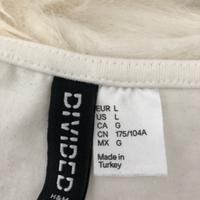 DIVIDED
H&M
EUR L
US L
CA G
CN 175/104A
MX G
Made in
Turkey